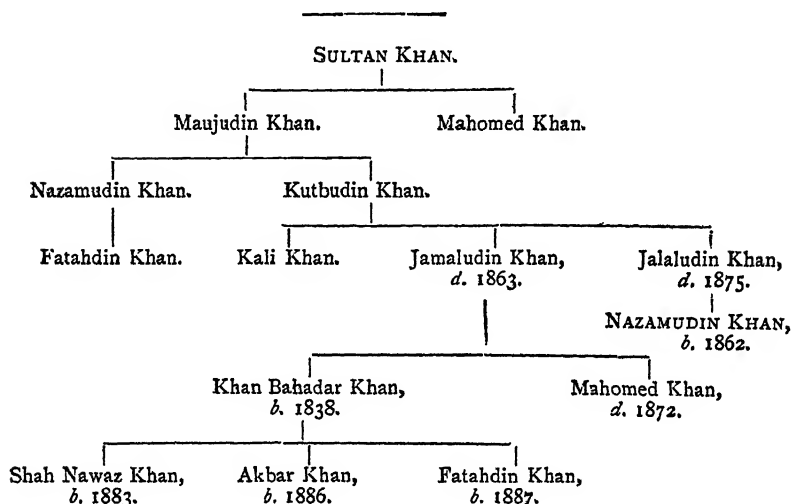 SULTAN KHAN.
Maujudin Khan. Mahomed Khan.
Nazamudin Khan. Kutbudin Khan.
Fatahdin Khan. Kali Khan. Jamaludin Khan, Jalaludin Khan,
d. 1863. d. 1875.
NAZAMUDIN KHAN,
b. 1862.
Khan Bahadar Khan, Mahomed Khan,
b. 1838. d. 1872.
Shah Nawaz Khan, Akbar Khan, Fatahdin Khan,
b. 1883. b. 1886. b. 1887.